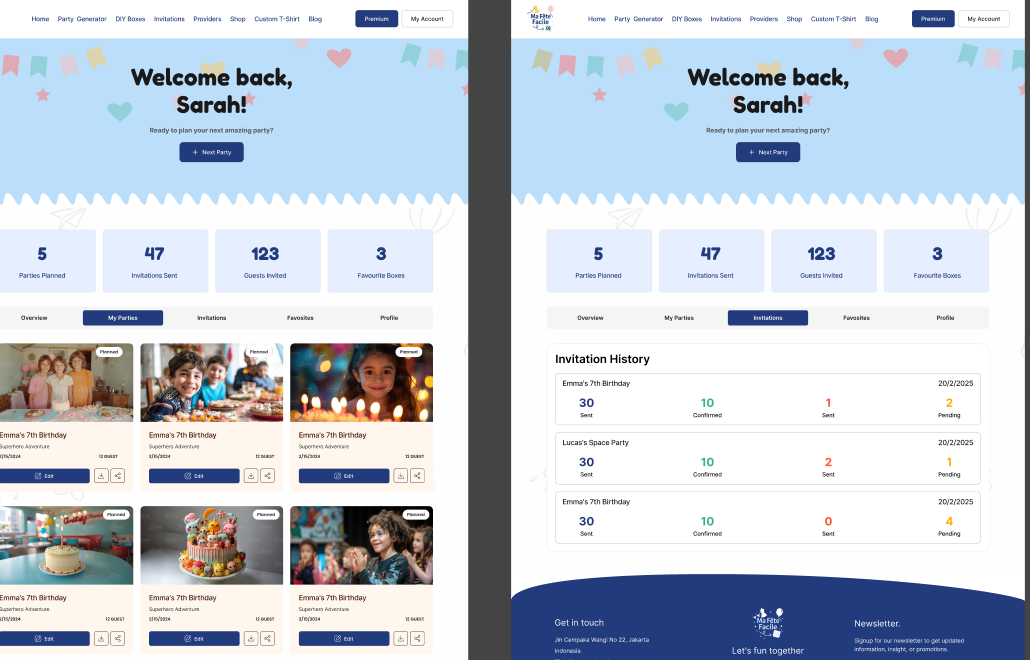 Home Party Generator DIY Boxes Invitations Providers Shop Custom T-Shirt Blog Premium My Account
Welcome back,
Sarah!
Ready to plan your next amazing party?
+ Next Party
5 47 123 3
Parties Planned Invitations Sent Guests Invited Favourite Boxes
Overview My Parties Invitations Favosites Profile
Planned Planned Planned
Emma's 7th Birthday Emma's 7th Birthday Emma's 7th Birthday
Superhero Adventure Superhero Adventure Superhero Adventure
2/15/2024 12 GUEST 2/15/2024 12 GUEST 2/15/2024 12 GUEST
Edit Edit Edit
Planned Planned Planned
Emma's 7th Birthday Emma's 7th Birthday Emma's 7th Birthday
Superhero Adventure Superhero Adventure Superhero Adventure
2/15/2024 12 GUEST 2/15/2024 12 GUEST 2/15/2024 12 GUEST
Edit Edit Edit
Ma Fête
Facile
Home Party Generator DIY Boxes Invitations Providers Shop Custom T-Shirt Blog Premium My Account
Welcome back,
Sarah!
Ready to plan your next amazing party?
+ Next Party
5 47 123 3
Parties Planned Invitations Sent Guests Invited Favourite Boxes
Overview My Parties Invitations Favosites Profile
Invitation History
Emma's 7th Birthday 20/2/2025
30 10 1 2
Sent Confirmed Sent Pending
Lucas's Space Party 20/2/2025
30 10 2 1
Sent Confirmed Sent Pending
Emma's 7th Birthday 20/2/2025
30 10 0 4
Sent Confirmed Sent Pending
Get in touch
Jln Cempaka Wangi No 22, Jakarta
Indonesia
Ma Fête
Facile
Let's fun together
Newsletter.
Signup for our newsletter to get updated
information, insight, or promotions.